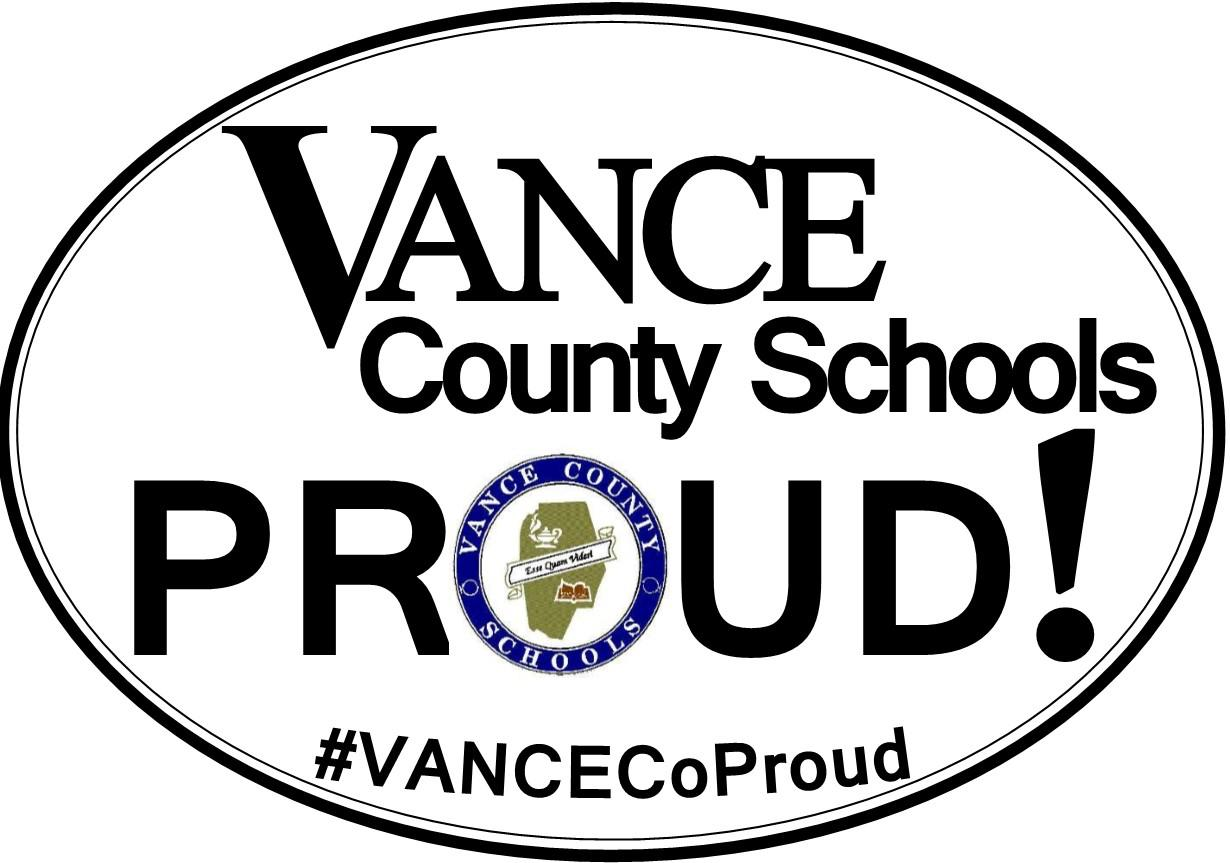 VANCE
County Schools
PROUD!
VANCE COUNTY
Esse Quam Videri
SCHOOLS
#VANCECoProud